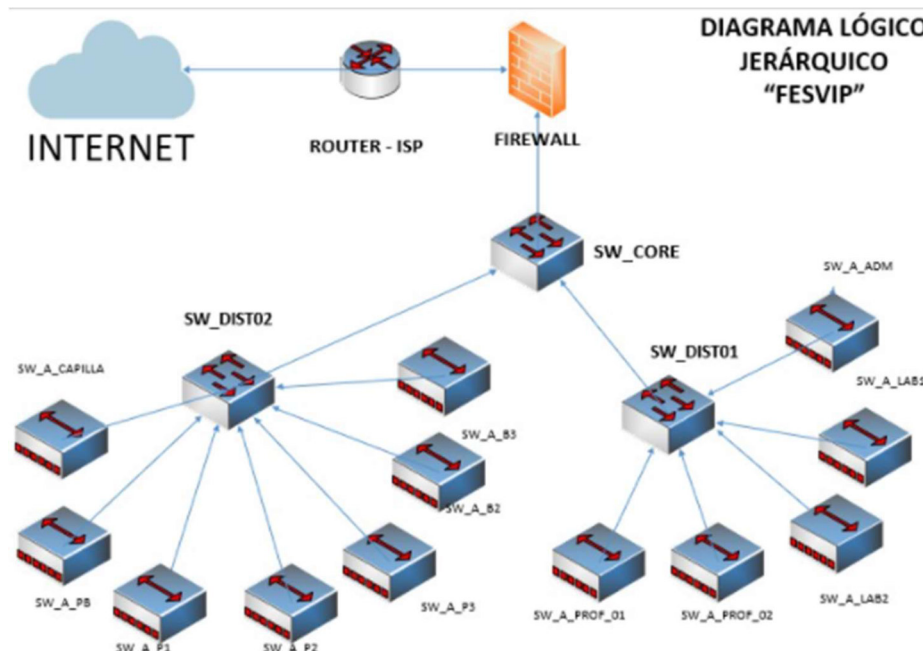 DIAGRAMA LÓGICO
JERÁRQUICO
“FESVIP”
INTERNET
ROUTER - ISP
FIREWALL
SW_CORE
SW_A_ADM
SW_DIST02
SW_DIST01
SW_A_CAPILLA
SW_A_LAB1
SW_A_B3
SW_A_B2
SW_A_PB
SW_A_P3
SW_A_PROF_01
SW_A_PROF_02
SW_A_LAB2
SW_A_P1
SW_A_P2